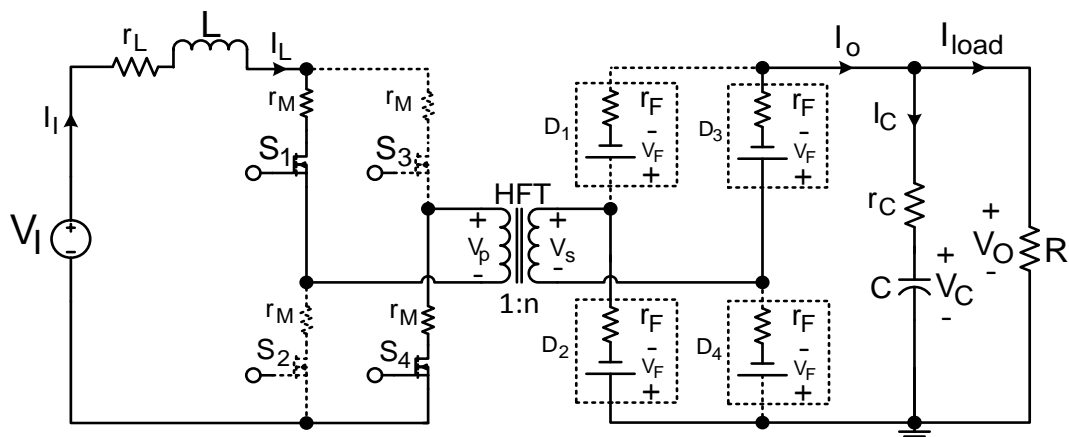 r_L
L
I_L
r_M
r_M
I_I
S_1
S_3
HFT
V_I
+
-
+
V_p
-
+
V_s
-
1:n
r_M
r_M
S_2
S_4
D_1
r_F
-
V_F
+
D_3
r_F
-
V_F
+
D_2
r_F
-
V_F
+
D_4
r_F
-
V_F
+
I_o
I_load
I_C
r_C
C
+
V_C
-
+
V_O
-
R